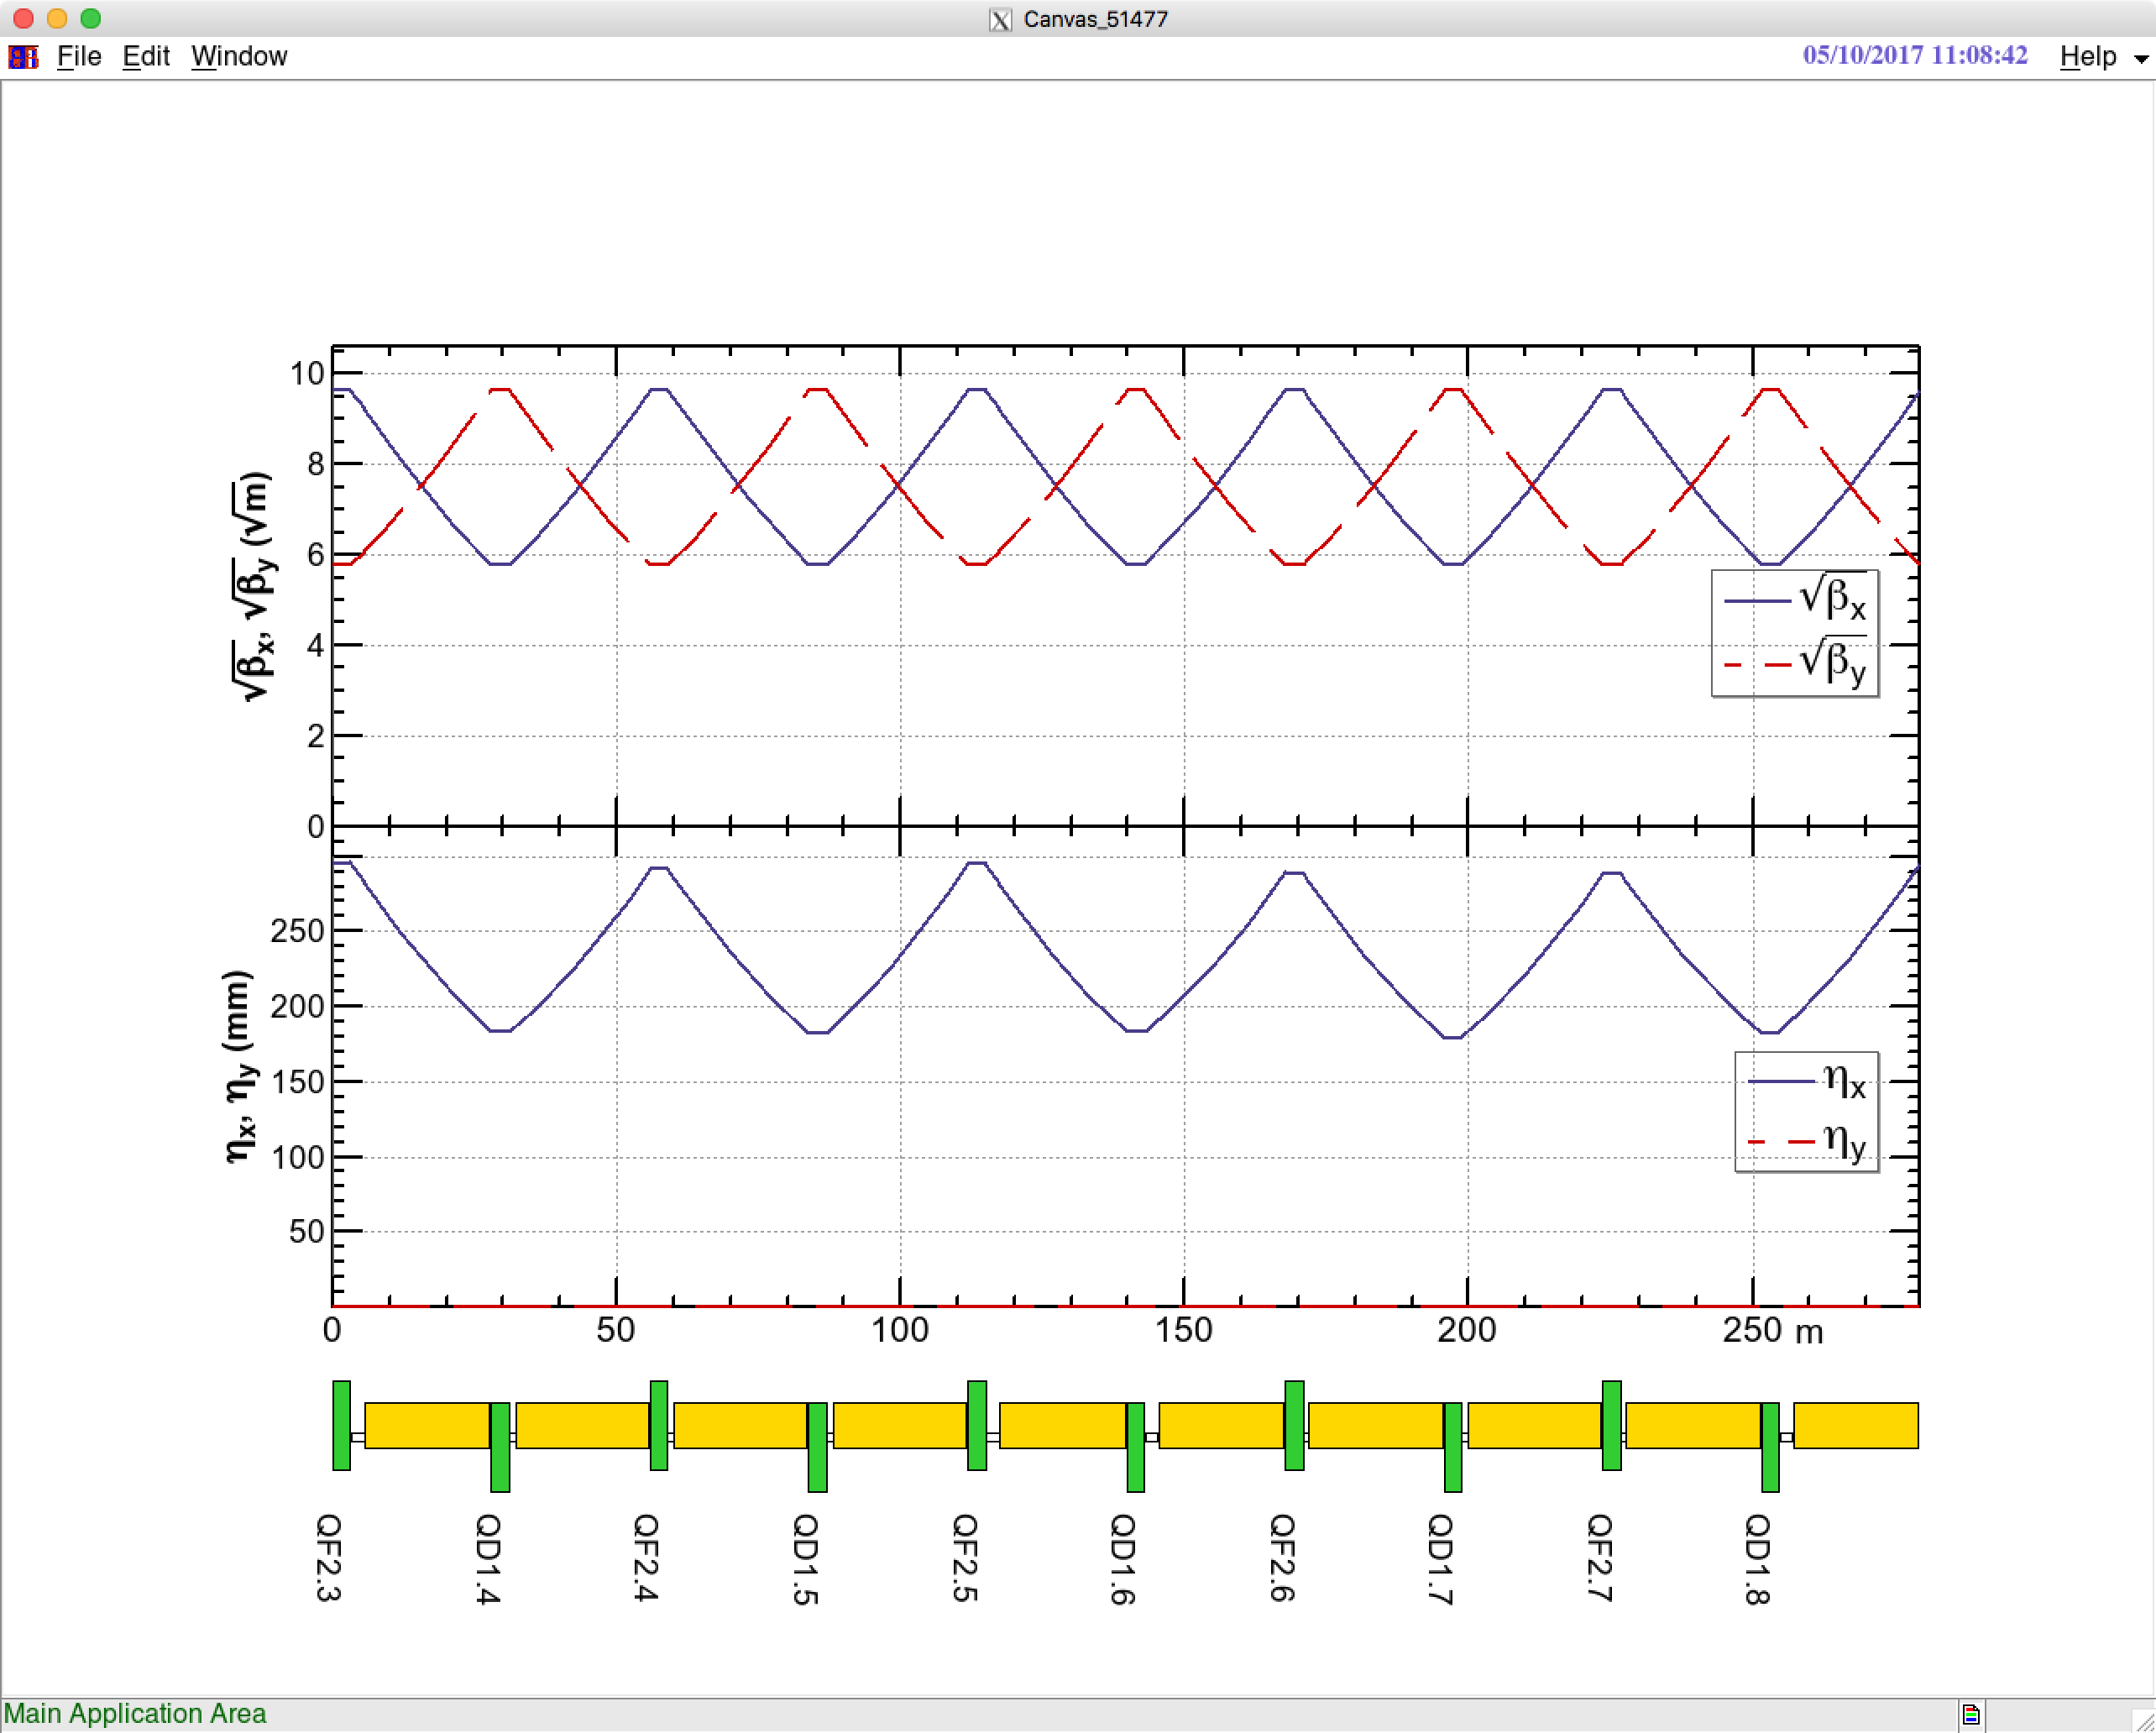 Canvas_51477
File Edit Window 05/10/2017 11:08:42 Help
10
8
6
4
2
0
√βx, √βy (√m)
√βx
√βy
250
200
150
100
50
ηx, ηy (mm)
ηx
ηy
0 50 100 150 200 250 m
QF2.3 QD1.4 QF2.4 QD1.5 QF2.5 QD1.6 QF2.6 QD1.7 QF2.7 QD1.8
Main Application Area